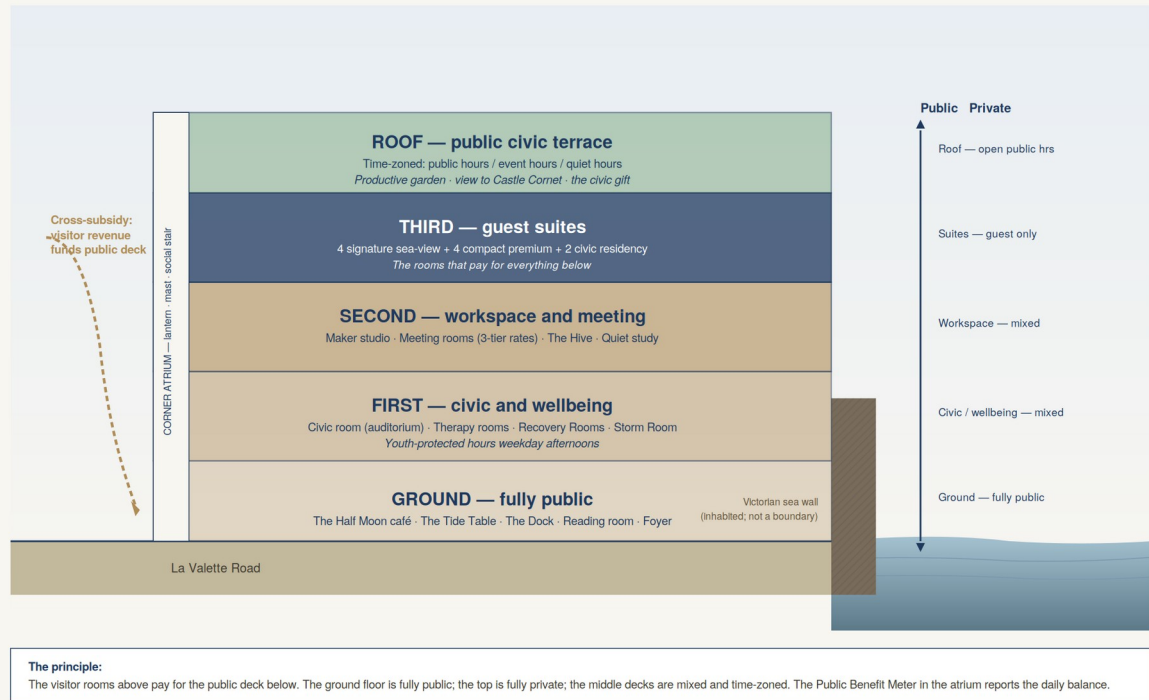 Public Private
ROOF — public civic terrace
Time-zoned: public hours / event hours / quiet hours
Productive garden · view to Castle Cornet · the civic gift
Roof — open public hrs
Cross-subsidy:
visitor revenue
funds public deck
CORNER ATRIUM — lantern · mast · social stair
THIRD — guest suites
4 signature sea-view + 4 compact premium + 2 civic residency
The rooms that pay for everything below
Suites — guest only
SECOND — workspace and meeting
Maker studio · Meeting rooms (3-tier rates) · The Hive · Quiet study
Workspace — mixed
FIRST — civic and wellbeing
Civic room (auditorium) · Therapy rooms · Recovery Rooms · Storm Room
Youth-protected hours weekday afternoons
Civic / wellbeing — mixed
GROUND — fully public
The Half Moon café · The Tide Table · The Dock · Reading room · Foyer
Victorian sea wall
(inhabited; not a boundary)
Ground — fully public
La Valette Road
The principle:
The visitor rooms above pay for the public deck below. The ground floor is fully public; the top is fully private; the middle decks are mixed and time-zoned. The Public Benefit Meter in the atrium reports the daily balance.